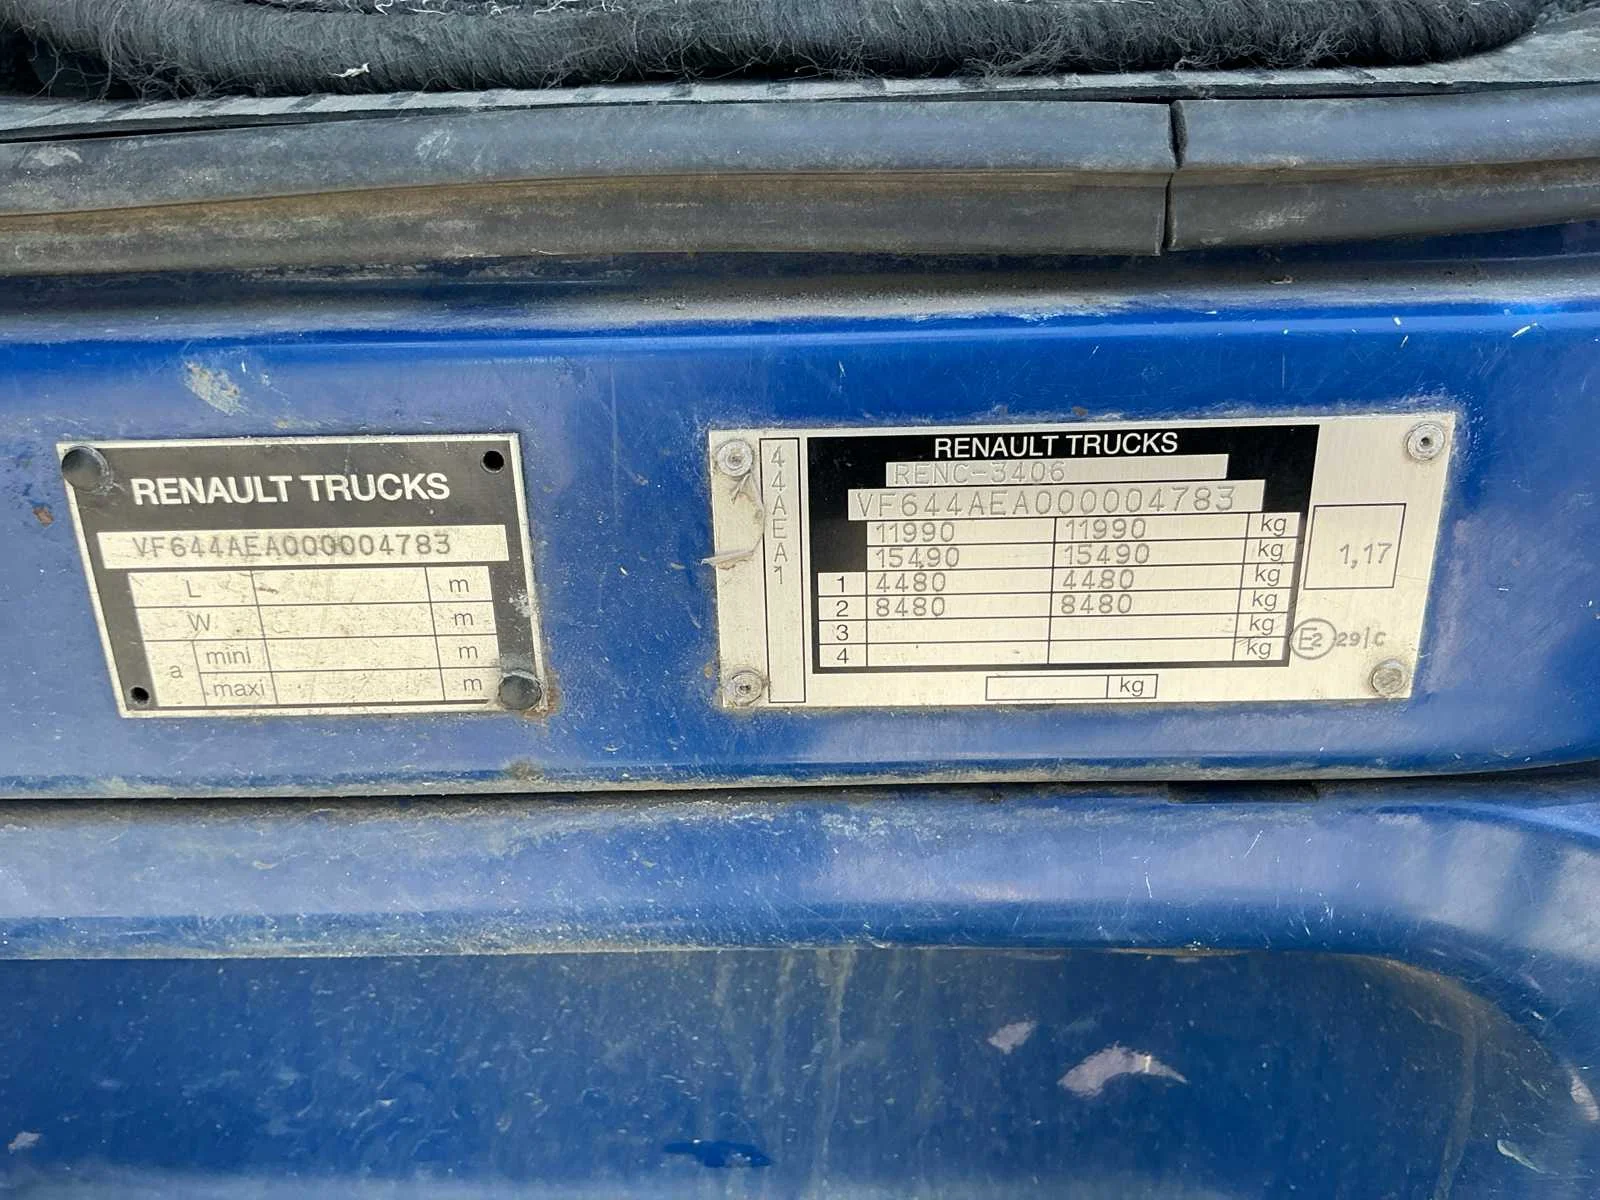 RENAULT TRUCKS
VF644AEA000004783
L m
W m
a mini m
maxi m
44AEA1
RENAULT TRUCKS
RENC-3406
VF644AEA000004783
11990 11990 kg
15490 15490 kg
1 4480 4480 kg
2 8480 8480 kg
3 kg
4 kg
kg
1,17
E2 29|C